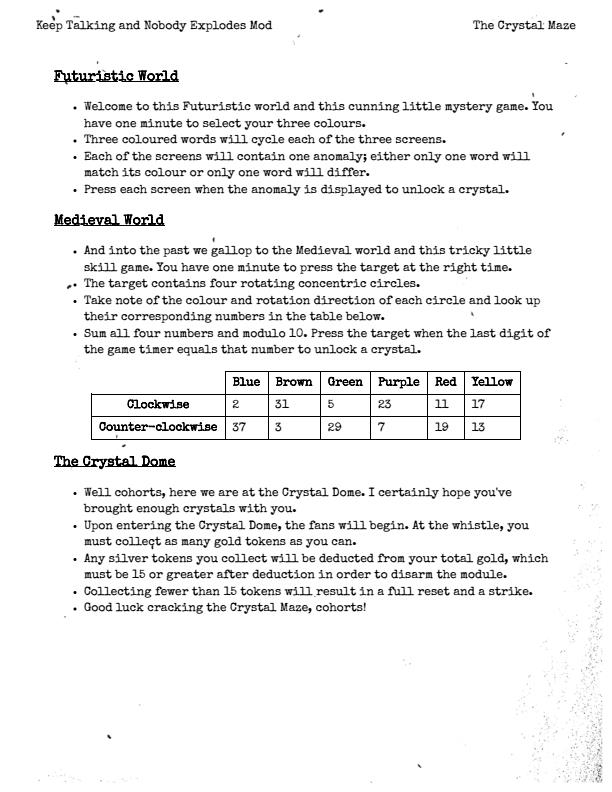 Keep Talking and Nobody Explodes Mod The Crystal Maze
Futuristic World
• Welcome to this Futuristic world and this cunning little mystery game. You
have one minute to select your three colours.
• Three coloured words will cycle each of the three screens.
• Each of the screens will contain one anomaly; either only one word will
match its colour or only one word will differ.
• Press each screen when the anomaly is displayed to unlock a crystal.
Medieval World
• And into the past we gallop to the Medieval world and this tricky little
skill game. You have one minute to press the target at the right time.
• The target contains four rotating concentric circles.
• Take note of the colour and rotation direction of each circle and look up
their corresponding numbers in the table below.
• Sum all four numbers and modulo 10. Press the target when the last digit of
the game timer equals that number to unlock a crystal.
Blue Brown Green Purple Red Yellow
Clockwise 2 31 5 23 11 17
Counter-clockwise 37 3 29 7 19 13
The Crystal Dome
• Well cohorts, here we are at the Crystal Dome. I certainly hope you've
brought enough crystals with you.
• Upon entering the Crystal Dome, the fans will begin. At the whistle, you
must collect as many gold tokens as you can.
• Any silver tokens you collect will be deducted from your total gold, which
must be 15 or greater after deduction in order to disarm the module.
• Collecting fewer than 15 tokens will result in a full reset and a strike.
• Good luck cracking the Crystal Maze, cohorts!